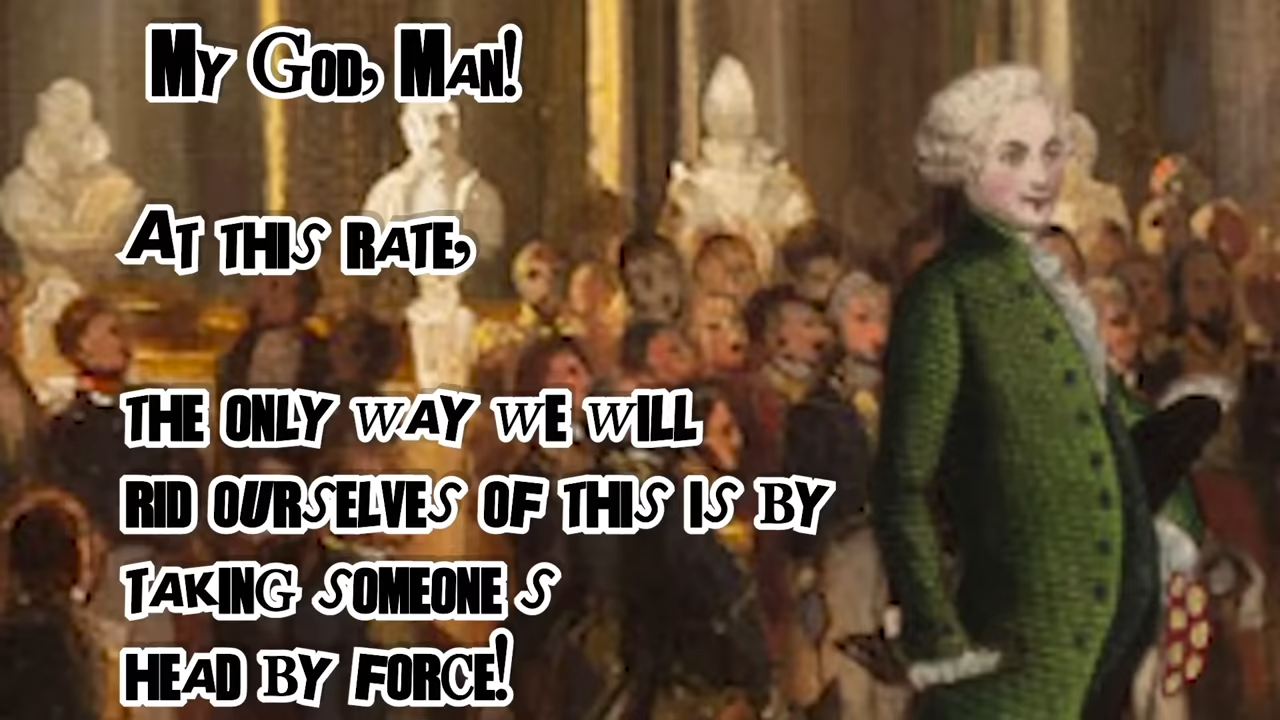 My God, Man!
At this rate,
the only way we will
rid ourselves of this is by
taking someone s
head by force!